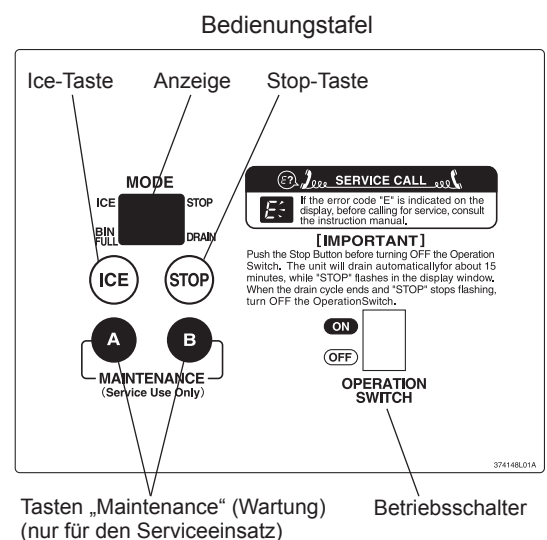 Bedienungstafel
Ice-Taste
Anzeige
Stop-Taste
MODE
ICE
STOP
BIN
FULL
DRAIN
ICE
STOP
A
B
MAINTENANCE
(Service Use Only)
E?
SERVICE CALL
E
If the error code "E" is indicated on the
display, before calling for service, consult
the instruction manual.
[IMPORTANT]
Push the Stop Button before turning OFF the Operation
Switch. The unit will drain automaticallyfor about 15
minutes, while "STOP" flashes in the display window.
When the drain cycle ends and "STOP" stops flashing,
turn OFF the OperationSwitch.
ON
OFF
OPERATION
SWITCH
374148L01A
Tasten „Maintenance“ (Wartung)
(nur für den Serviceeinsatz)
Betriebsschalter